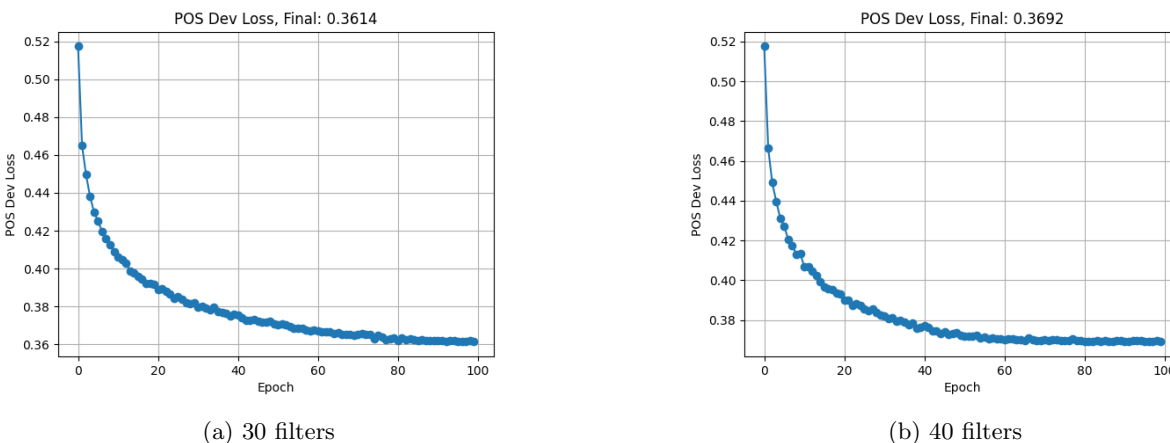 POS Dev Loss, Final: 0.3614
0.52
0.50
0.48
0.46
0.44
0.42
0.40
0.38
0.36
POS Dev Loss
0 20 40 60 80 100
Epoch
(a) 30 filters
POS Dev Loss, Final: 0.3692
0.52
0.50
0.48
0.46
0.44
0.42
0.40
0.38
POS Dev Loss
0 20 40 60 80 100
Epoch
(b) 40 filters